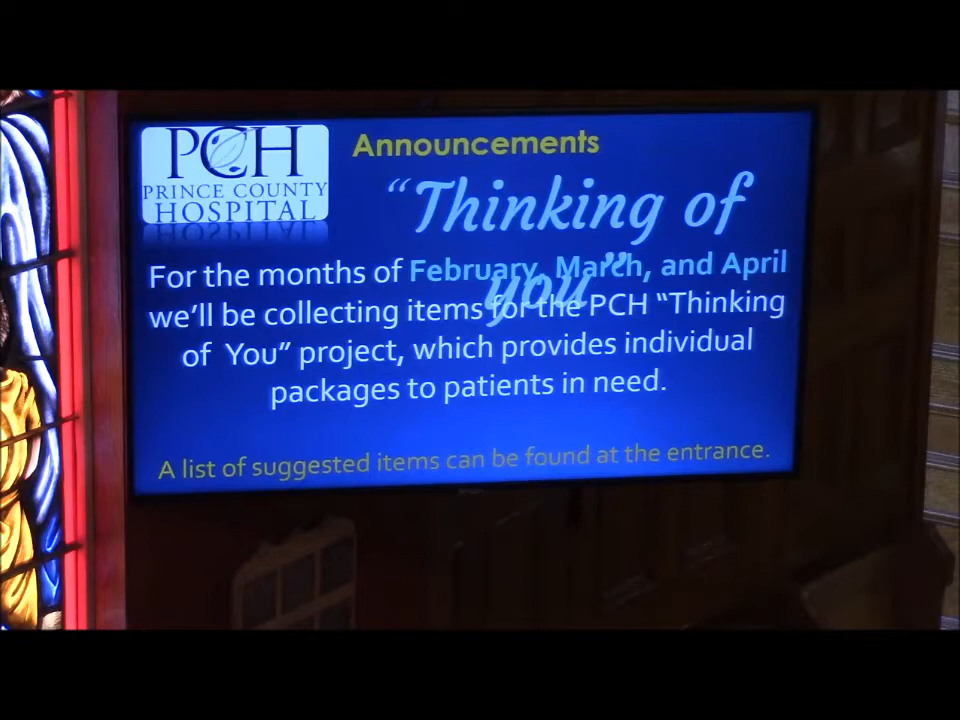 PCH
PRINCE COUNTY
HOSPITAL
Announcements
“Thinking of
you”
For the months of February, March, and April
we’ll be collecting items for the PCH “Thinking
of You” project, which provides individual
packages to patients in need.
A list of suggested items can be found at the entrance.